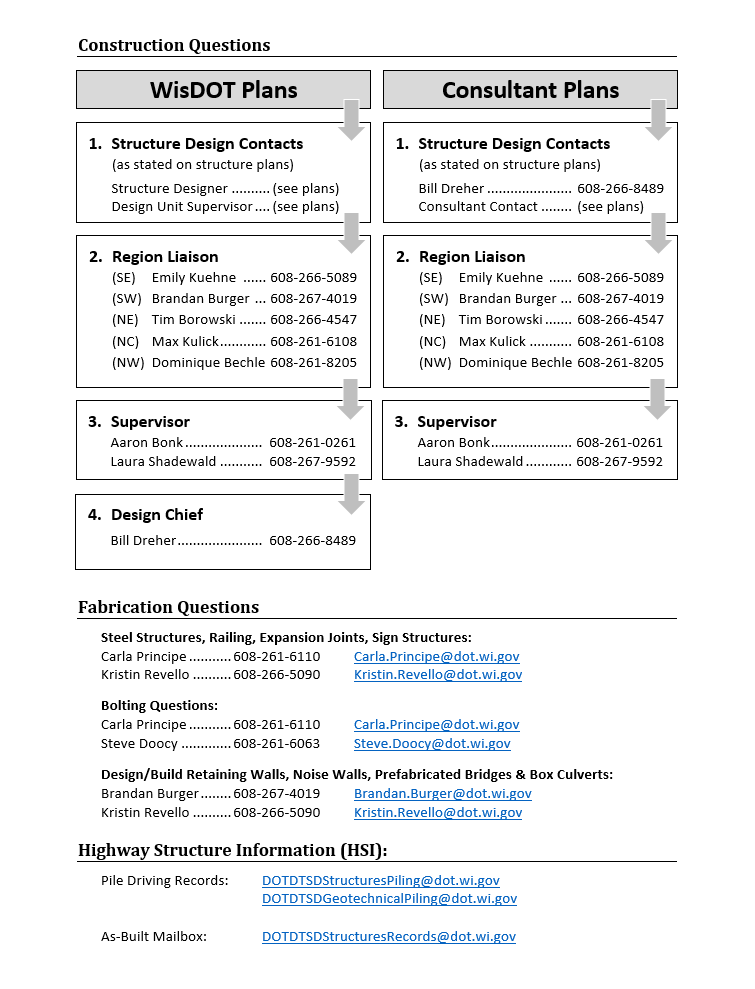 Construction Questions
WisDOT Plans
1. Structure Design Contacts
(as stated on structure plans)
Structure Designer .......... (see plans)
Design Unit Supervisor .... (see plans)
2. Region Liaison
(SE) Emily Kuehne ...... 608-266-5089
(SW) Brandan Burger ... 608-267-4019
(NE) Tim Borowski ....... 608-266-4547
(NC) Max Kulick............ 608-261-6108
(NW) Dominique Bechle 608-261-8205
3. Supervisor
Aaron Bonk.................... 608-261-0261
Laura Shadewald ........... 608-267-9592
4. Design Chief
Bill Dreher...................... 608-266-8489
Consultant Plans
1. Structure Design Contacts
(as stated on structure plans)
Bill Dreher ...................... 608-266-8489
Consultant Contact ........ (see plans)
2. Region Liaison
(SE) Emily Kuehne ...... 608-266-5089
(SW) Brandan Burger ... 608-267-4019
(NE) Tim Borowski ....... 608-266-4547
(NC) Max Kulick ........... 608-261-6108
(NW) Dominique Bechle 608-261-8205
3. Supervisor
Aaron Bonk..................... 608-261-0261
Laura Shadewald ............ 608-267-9592
Fabrication Questions
Steel Structures, Railing, Expansion Joints, Sign Structures:
Carla Principe ........... 608-261-6110 Carla.Principe@dot.wi.gov
Kristin Revello .......... 608-266-5090 Kristin.Revello@dot.wi.gov
Bolting Questions:
Carla Principe ........... 608-261-6110 Carla.Principe@dot.wi.gov
Steve Doocy ............. 608-261-6063 Steve.Doocy@dot.wi.gov
Design/Build Retaining Walls, Noise Walls, Prefabricated Bridges & Box Culverts:
Brandan Burger........ 608-267-4019 Brandan.Burger@dot.wi.gov
Kristin Revello .......... 608-266-5090 Kristin.Revello@dot.wi.gov
Highway Structure Information (HSI):
Pile Driving Records: DOTDTSDStructuresPiling@dot.wi.gov
DOTDTSDGeotechnicalPiling@dot.wi.gov
As-Built Mailbox: DOTDTSDStructuresRecords@dot.wi.gov